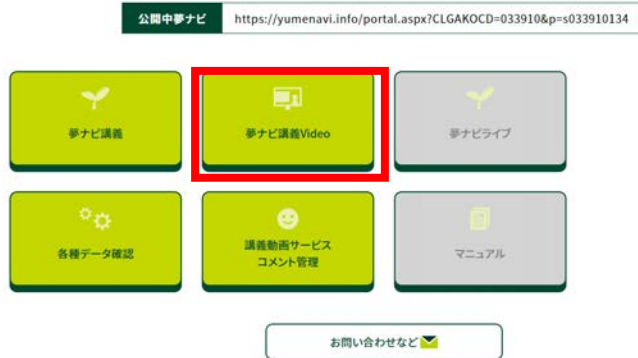 公開中夢ナビ https://yumenavi.info/portal.aspx?CLGAKOCD=033910&p=s033910134
夢ナビ講義 夢ナビ講義Video 夢ナビライブ
各種データ確認 講義動画サービス
コメント管理 マニュアル
お問い合わせなど